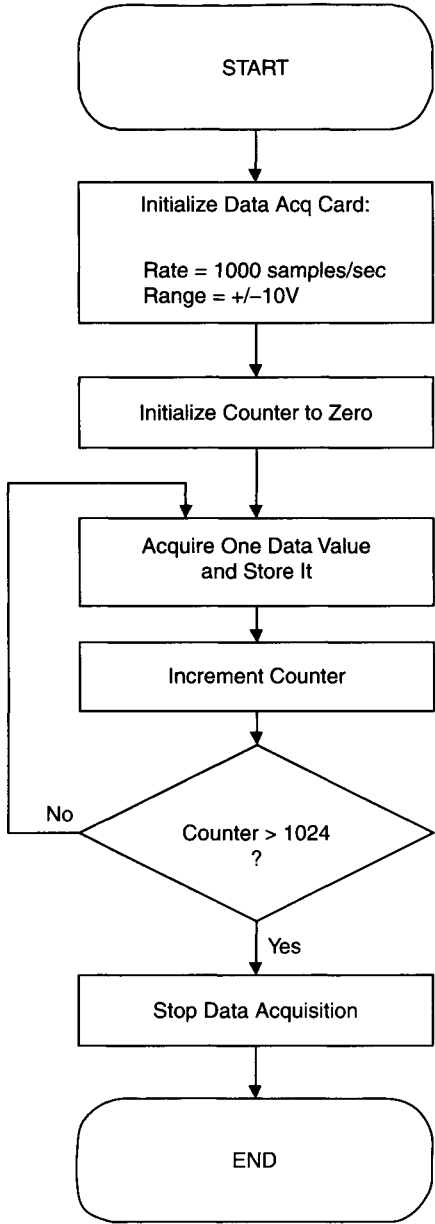 START
Initialize Data Acq Card:
Rate = 1000 samples/sec
Range = +/–10V
Initialize Counter to Zero
Acquire One Data Value
and Store It
Increment Counter
No
Counter > 1024
?
Yes
Stop Data Acquisition
END